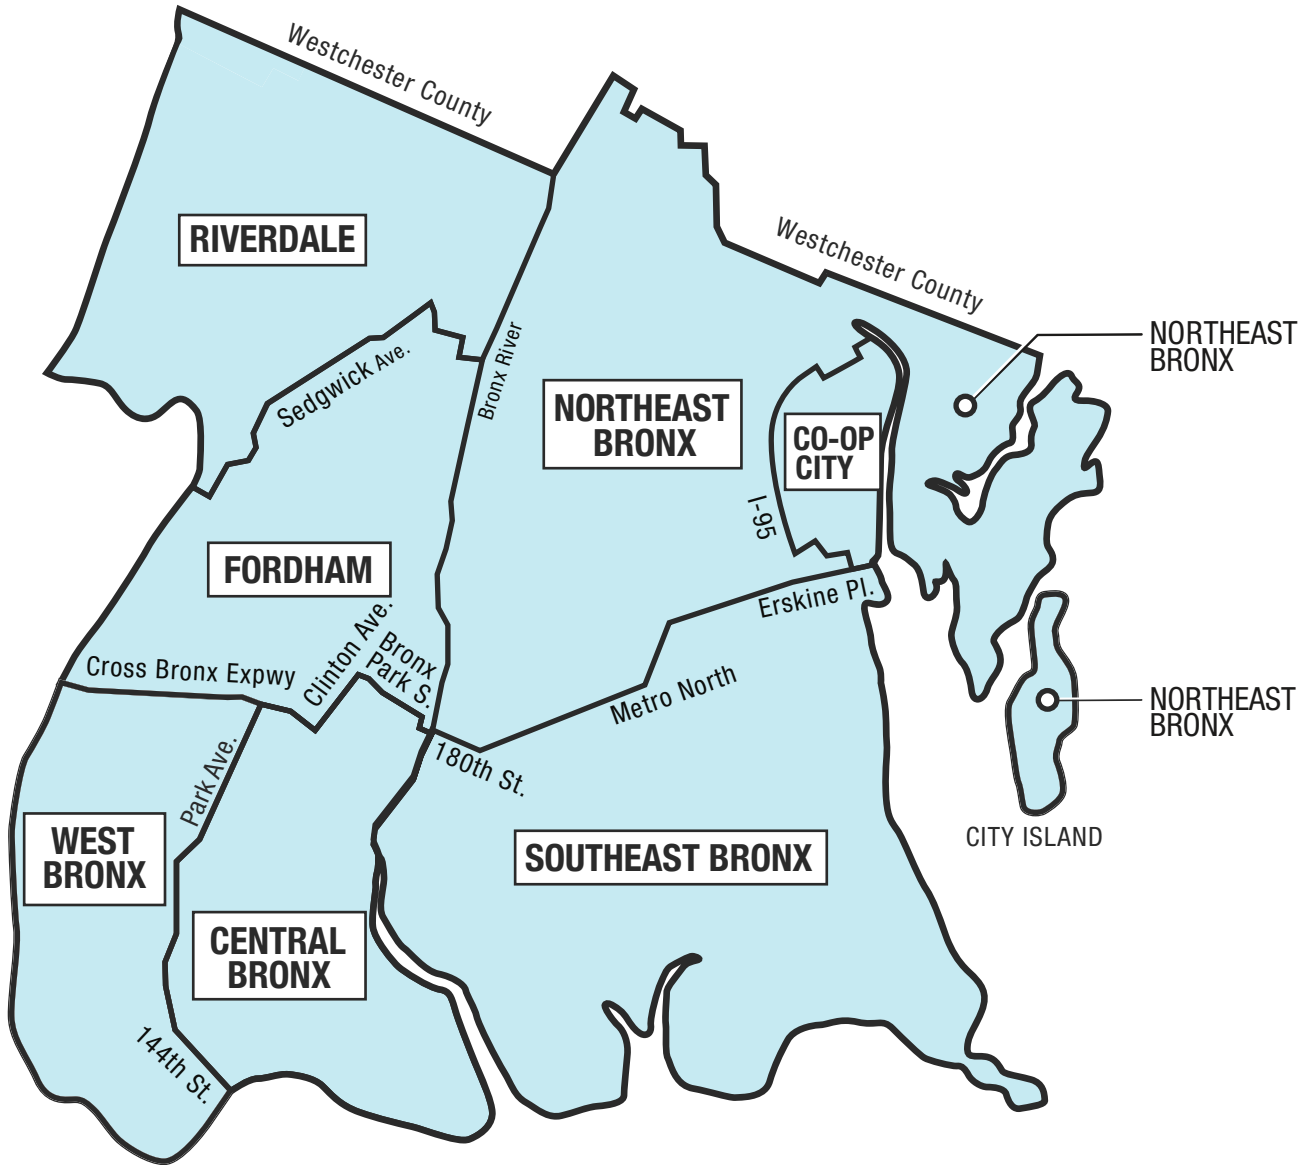 Westchester County
RIVERDALE
Westchester County
NORTHEAST
BRONX
Sedgwick Ave.
Bronx River
NORTHEAST
BRONX
CO-OP
CITY
I-95
FORDHAM
Erskine Pl.
Clinton Ave.
Bronx
Park S.
Cross Bronx Expwy
Metro North
NORTHEAST
BRONX
180th St.
Park Ave.
WEST
BRONX
SOUTHEAST BRONX
CITY ISLAND
CENTRAL
BRONX
144th St.